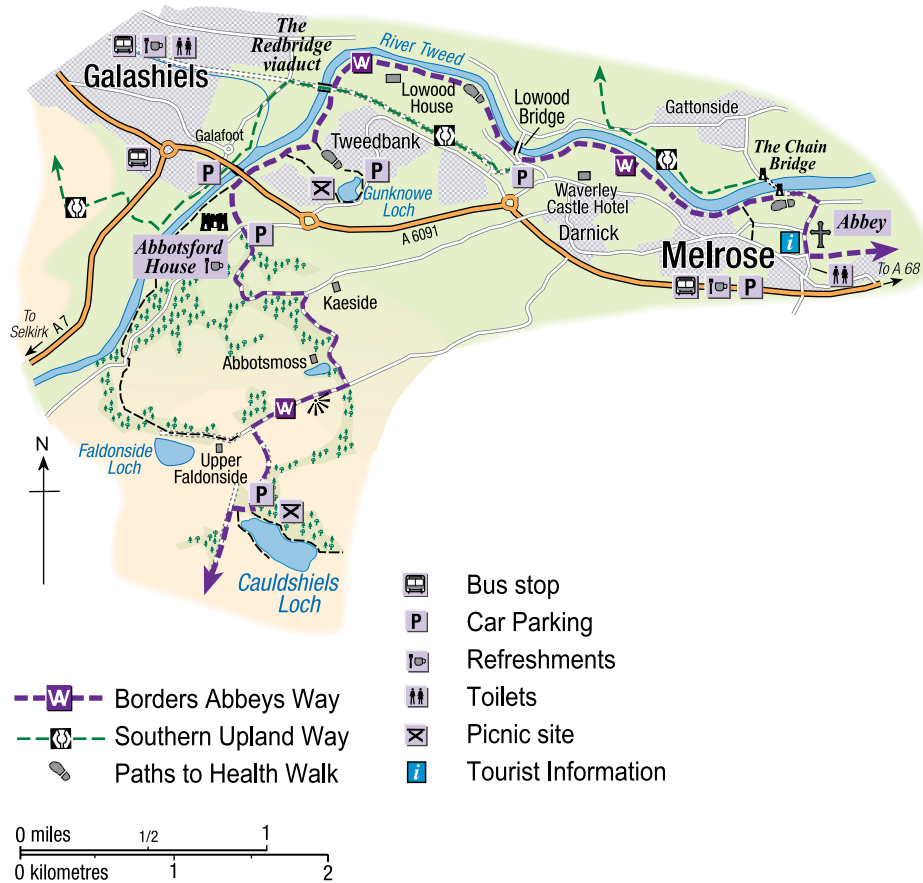 The
Redbridge
viaduct
River Tweed
Galashiels
Lowood
House
Lowood
Bridge
Gattonside
Galafoot
Tweedbank
The Chain
Bridge
P
P
P
Gunknowe
Loch
Waverley
Castle Hotel
Darnick
Abbotsford
House
P
A 6091
Melrose
i
Abbey
To A 68
P
To
Selkirk
A 7
Kaeside
Abbotsmoss
N
Faldonside
Loch
Upper
Faldonside
P
Cauldshiels
Loch
Bus stop
P Car Parking
Refreshments
Toilets
Picnic site
i Tourist Information
Borders Abbeys Way
Southern Upland Way
Paths to Health Walk
0 miles 1/2 1
0 kilometres 1 2